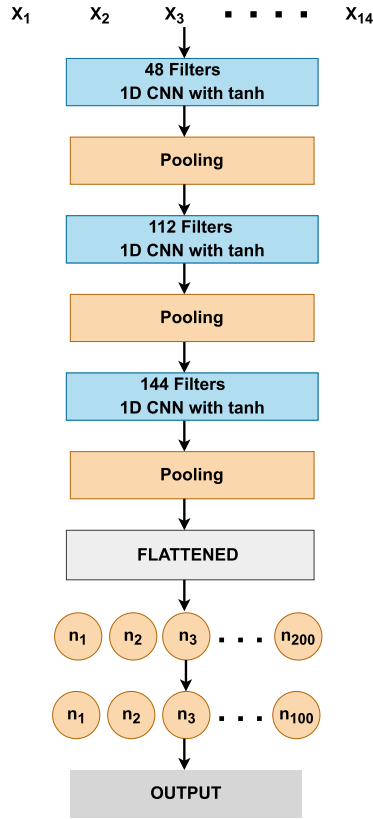 X1 X2 X3 X14
48 Filters
1D CNN with tanh
Pooling
112 Filters
1D CNN with tanh
Pooling
144 Filters
1D CNN with tanh
Pooling
FLATTENED
n1 n2 n3 n200
n1 n2 n3 n100
OUTPUT